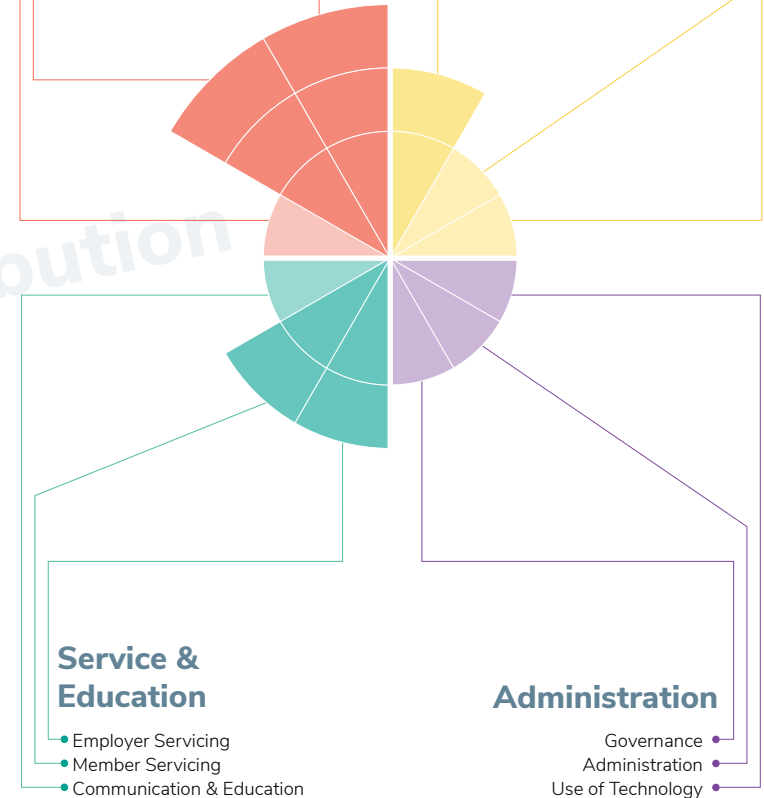 Service &
Education
Employer Servicing
Member Servicing
Communication & Education
Administration
Governance
Administration
Use of Technology